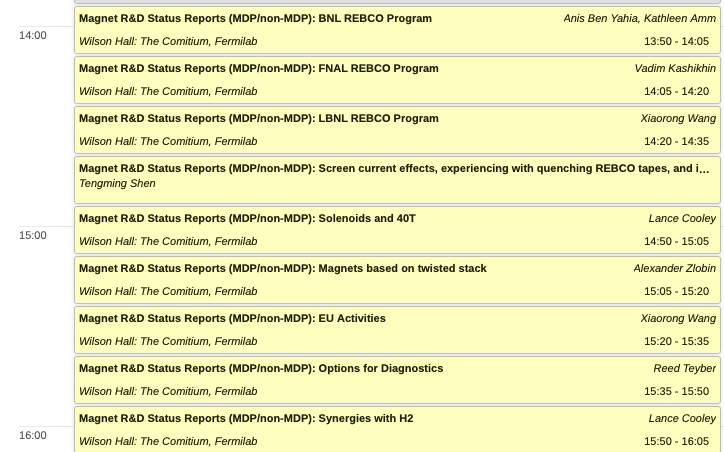 Magnet R&D Status Reports (MDP/non-MDP): BNL REBCO Program Anis Ben Yahia, Kathleen Amm
14:00
Wilson Hall: The Comitium, Fermilab 13:50 - 14:05
Magnet R&D Status Reports (MDP/non-MDP): FNAL REBCO Program Vadim Kashikhin
Wilson Hall: The Comitium, Fermilab 14:05 - 14:20
Magnet R&D Status Reports (MDP/non-MDP): LBNL REBCO Program Xiaorong Wang
Wilson Hall: The Comitium, Fermilab 14:20 - 14:35
Magnet R&D Status Reports (MDP/non-MDP): Screen current effects, experiencing with quenching REBCO tapes, and i...
Tengming Shen
Magnet R&D Status Reports (MDP/non-MDP): Solenoids and 40T Lance Cooley
15:00
Wilson Hall: The Comitium, Fermilab 14:50 - 15:05
Magnet R&D Status Reports (MDP/non-MDP): Magnets based on twisted stack Alexander Zlobin
Wilson Hall: The Comitium, Fermilab 15:05 - 15:20
Magnet R&D Status Reports (MDP/non-MDP): EU Activities Xiaorong Wang
Wilson Hall: The Comitium, Fermilab 15:20 - 15:35
Magnet R&D Status Reports (MDP/non-MDP): Options for Diagnostics Reed Teyber
Wilson Hall: The Comitium, Fermilab 15:35 - 15:50
Magnet R&D Status Reports (MDP/non-MDP): Synergies with H2 Lance Cooley
16:00
Wilson Hall: The Comitium, Fermilab 15:50 - 16:05